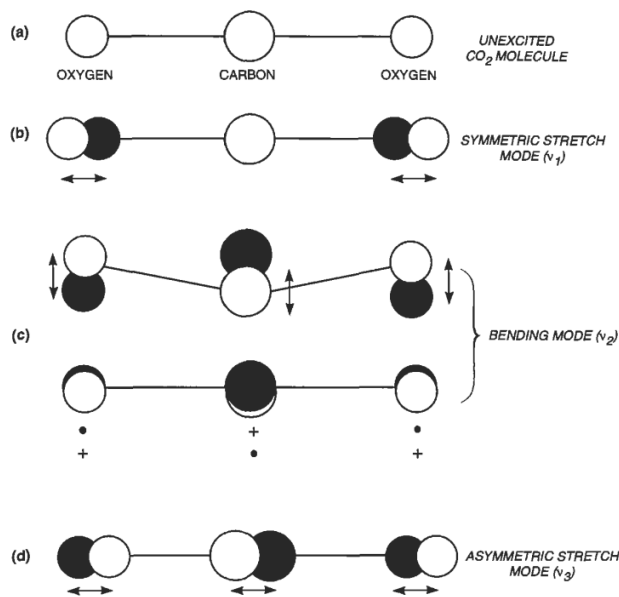 (a)
UNEXCITED
CO₂ MOLECULE
OXYGEN CARBON OXYGEN
(b)
SYMMETRIC STRETCH
MODE (ν₁)
(c)
BENDING MODE (ν₂)
• + •
+ • +
(d)
ASYMMETRIC STRETCH
MODE (ν₃)